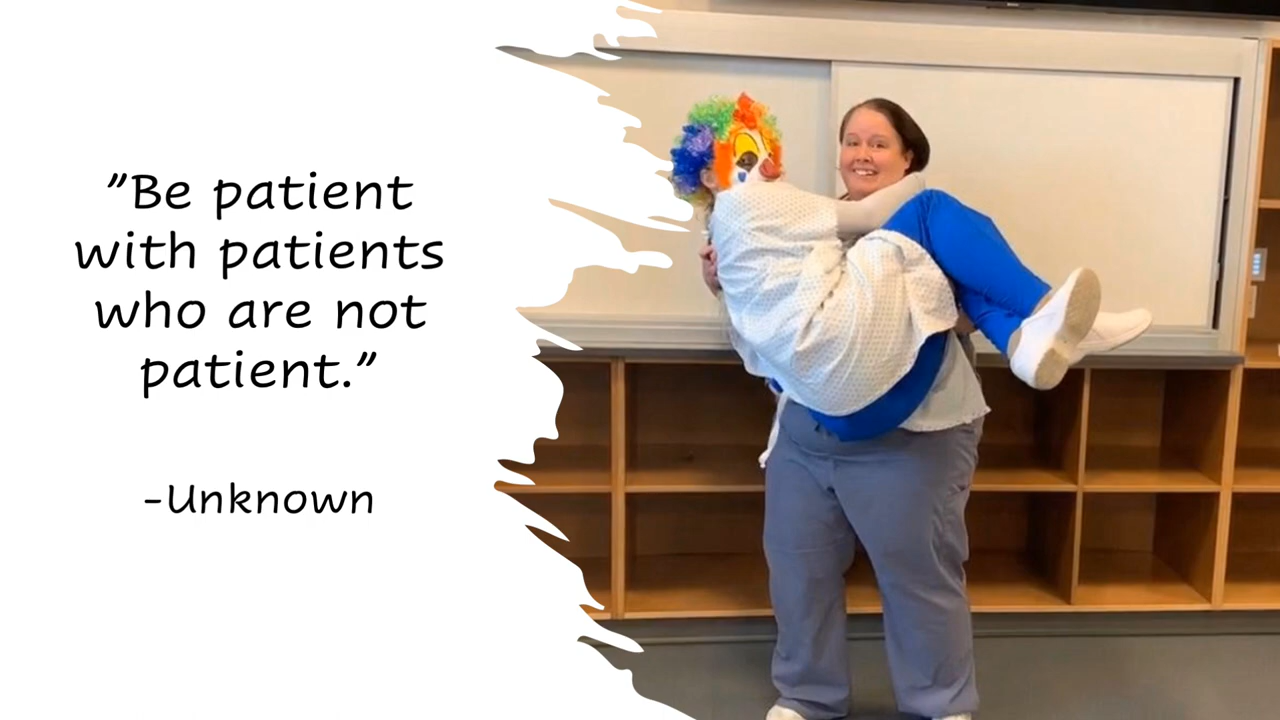 "Be patient
with patients
who are not
patient."
-Unknown